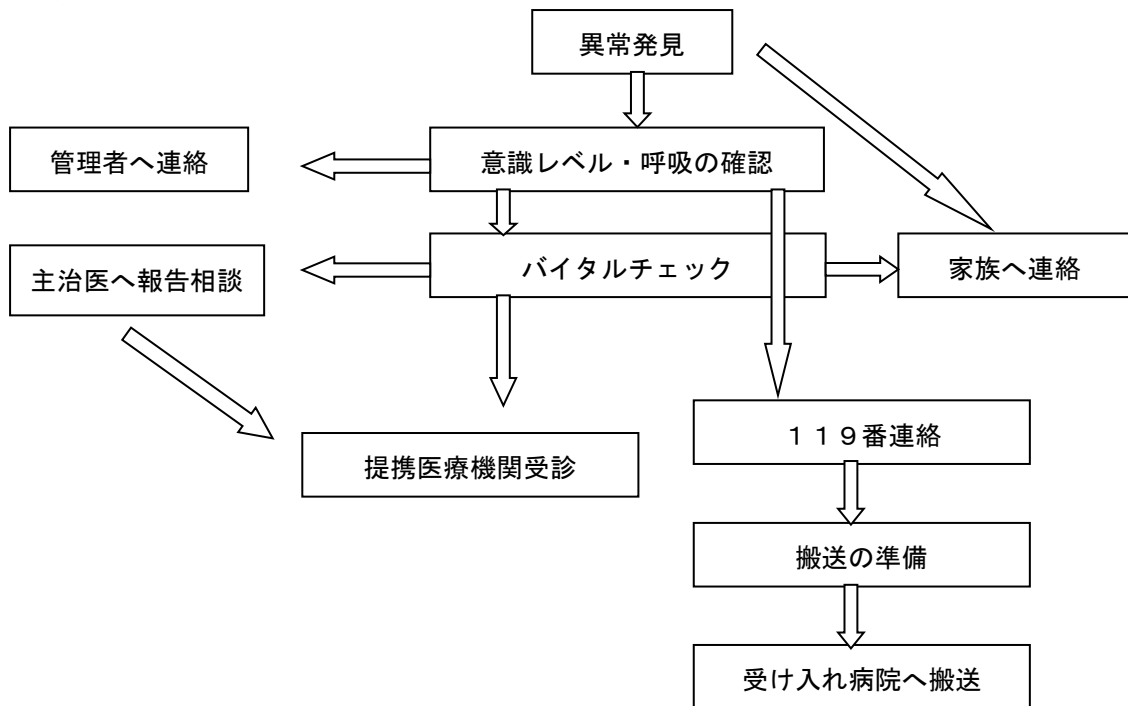 異常発見
管理者へ連絡
意識レベル・呼吸の確認
主治医へ報告相談
バイタルチェック
家族へ連絡
１１９番連絡
提携医療機関受診
搬送の準備
受け入れ病院へ搬送